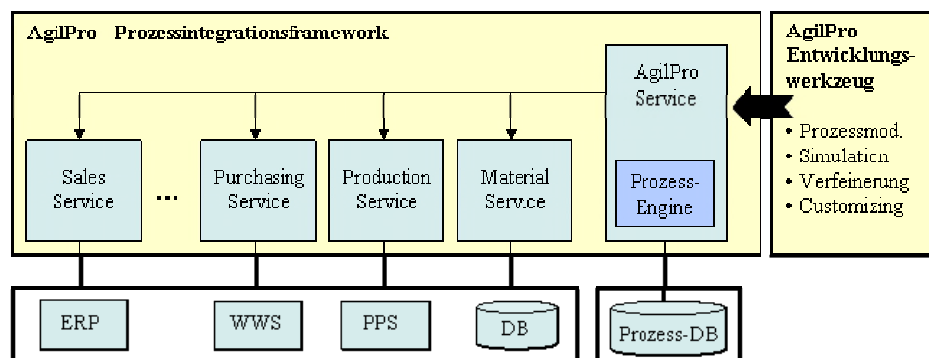 AgilPro Prozessintegrationsframework
AgilPro
Entwicklungs-
werkzeug
• Prozessmod.
• Simulation
• Verfeinerung
• Customizing
AgilPro
Service
Prozess-
Engine
Sales
Service
...
Purchasing
Service
Production
Service
Material
Service
ERP
WWS
PPS
DB
Prozess-DB